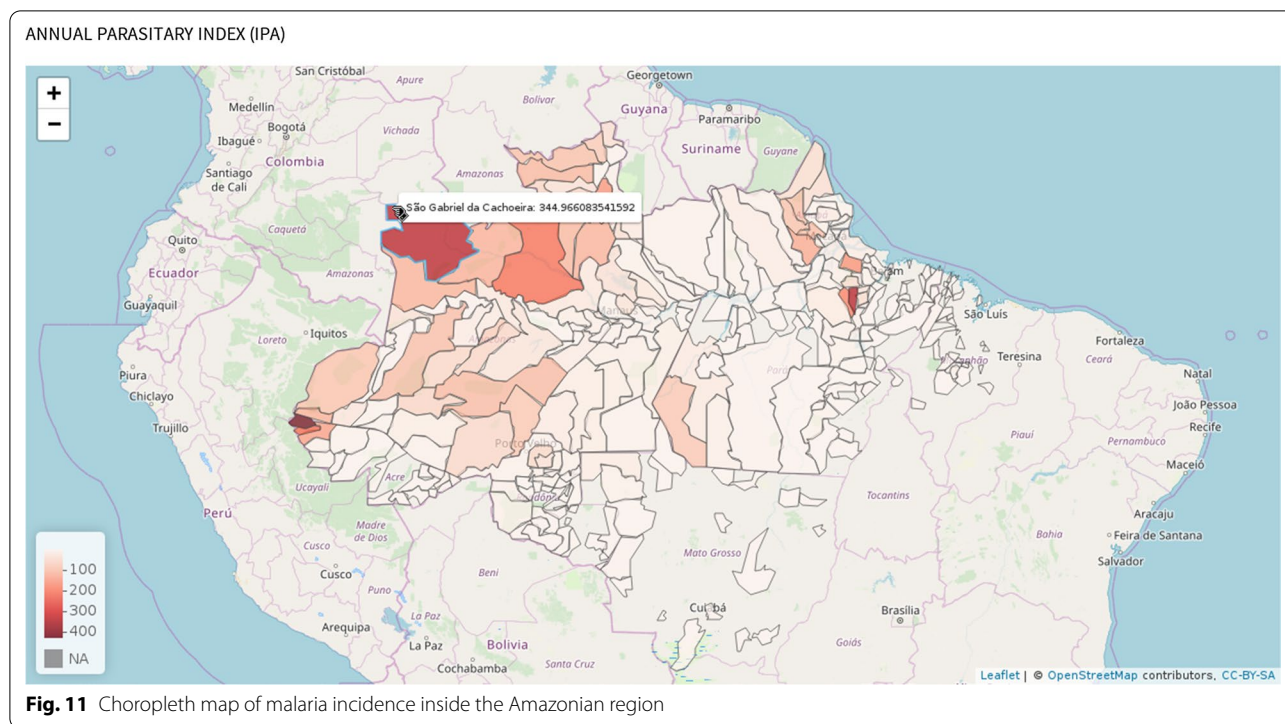 ANNUAL PARASITARY INDEX (IPA)
+
−
San Cristóbal
Apure
Georgetown
Medellín
Bolívar
Guyana
Paramaribo
Bogotá
Vichada
Ibagué
Suriname
Guyane
Colombia
Santiago
de Cali
Amazonas
São Gabriel da Cachoeira: 344.966083541592
Caquetá
Quito
Ecuador
Amazonas
Guayaquil
Manaus
São Luís
Iquitos
Loreto
Fortaleza
Teresina
Ceará
Piura
Natal
Chiclayo
João Pessoa
Trujillo
Recife
Piauí
Pernambuco
Porto Velho
Maceió
Acre
Ucayali
Tocantins
Perú
Aracaju
Madre
de Dios
Bahia
Feira de Santana
Mato Grosso
Salvador
Cusco
Cusco
Beni
Puno
Cuiabá
Brasília
La Paz
Arequipa
La Paz
Bolivia
Goiás
Cochabamba
Santa Cruz
100
200
300
400
NA
Leaflet | © OpenStreetMap contributors, CC-BY-SA
Fig. 11 Choropleth map of malaria incidence inside the Amazonian region